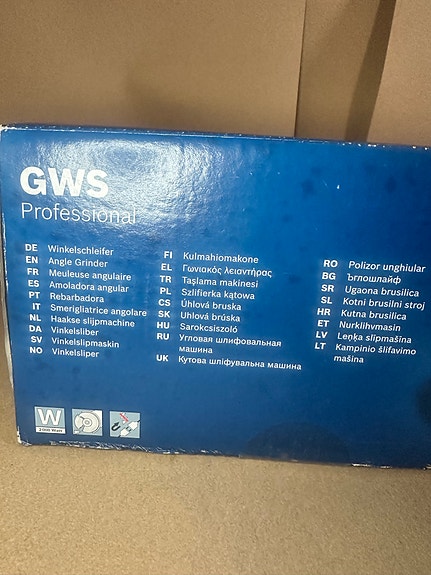 GWS
Professional
DE Winkelschleifer
EN Angle Grinder
FR Meuleuse angulaire
ES Amoladora angular
PT Rebarbadora
IT Smerigliatrice angolare
NL Haakse slijpmachine
DA Vinkelsliber
SV Vinkelslipmaskin
NO Vinkelsliper
FI Kulmahiomakone
EL Γωνιακός λειαντήρας
TR Taşlama makinesi
PL Szlifierka kątowa
CS Úhlová bruska
SK Uhlová brúska
HU Sarokcsiszoló
RU Угловая шлифовальная
машина
UK Кутова шліфувальна машина
RO Polizor unghiular
BG Ъглошлайф
SR Ugaona brusilica
SL Kotni brusilni stroj
HR Kutna brusilica
ET Nurklihvmasin
LV Leņķa slīpmašīna
LT Kampinio šlifavimo
mašina
W
2000 Watt